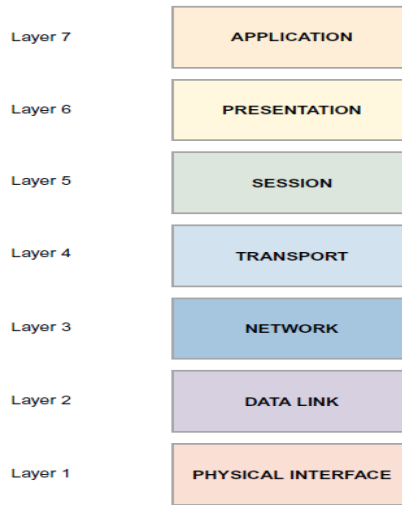 Layer 7 APPLICATION
Layer 6 PRESENTATION
Layer 5 SESSION
Layer 4 TRANSPORT
Layer 3 NETWORK
Layer 2 DATA LINK
Layer 1 PHYSICAL INTERFACE